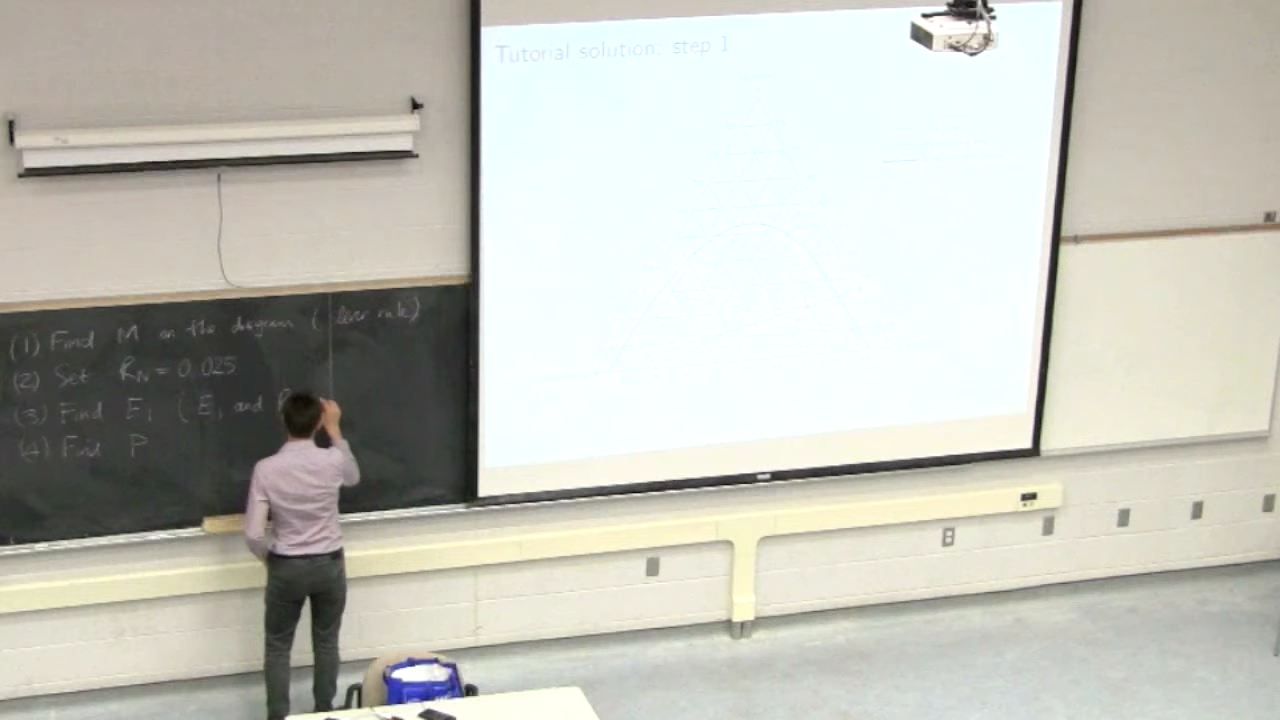 (1) Find M on the diagram ( lever rule)
(2) Set R_N = 0.025
(3) Find E_1 ( E_1 and
(4) Find P
Tutorial solution: step 1